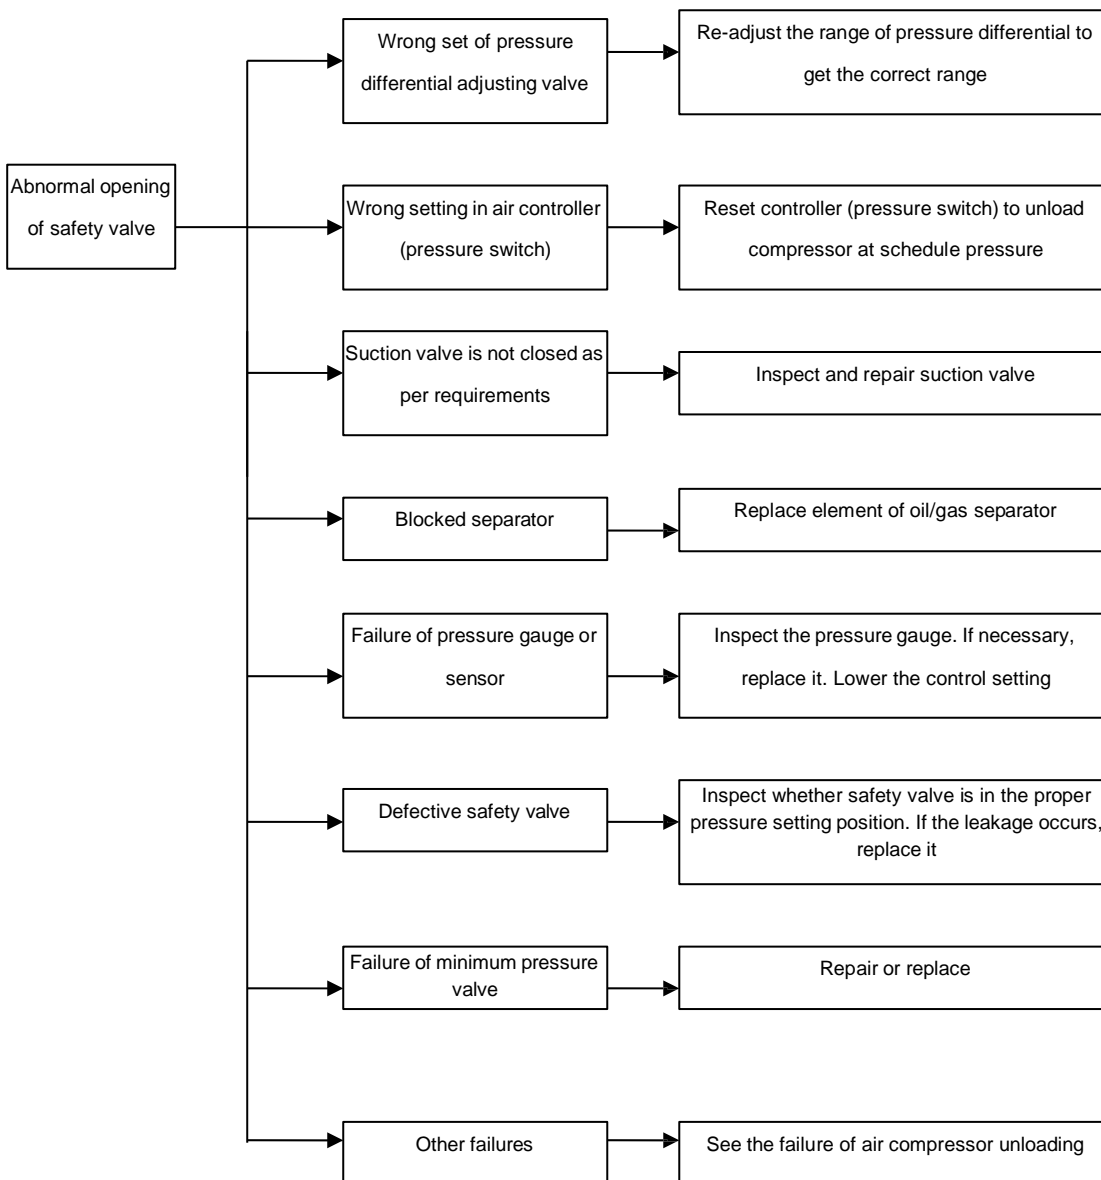 Abnormal opening
of safety valve
Wrong set of pressure
differential adjusting valve
Re-adjust the range of pressure differential to
get the correct range
Wrong setting in air controller
(pressure switch)
Reset controller (pressure switch) to unload
compressor at schedule pressure
Suction valve is not closed as
per requirements
Inspect and repair suction valve
Blocked separator
Replace element of oil/gas separator
Failure of pressure gauge or
sensor
Inspect the pressure gauge. If necessary,
replace it. Lower the control setting
Defective safety valve
Inspect whether safety valve is in the proper
pressure setting position. If the leakage occurs,
replace it
Failure of minimum pressure
valve
Repair or replace
Other failures
See the failure of air compressor unloading